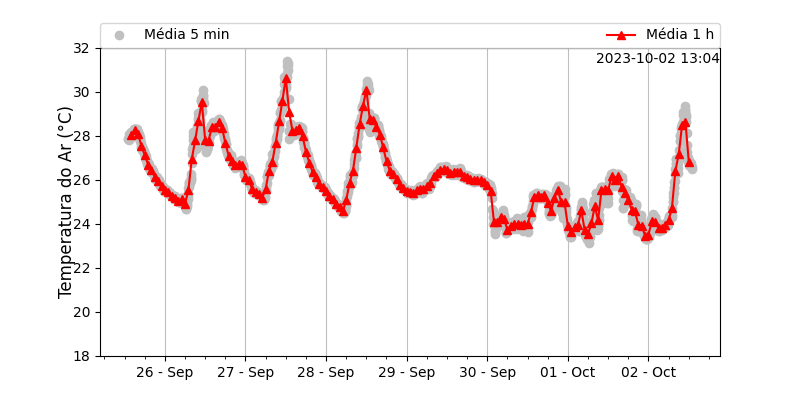 Média 5 min
Média 1 h
2023-10-02 13:04
Temperatura do Ar (°C)
32
30
28
26
24
22
20
18
26 - Sep
27 - Sep
28 - Sep
29 - Sep
30 - Sep
01 - Oct
02 - Oct